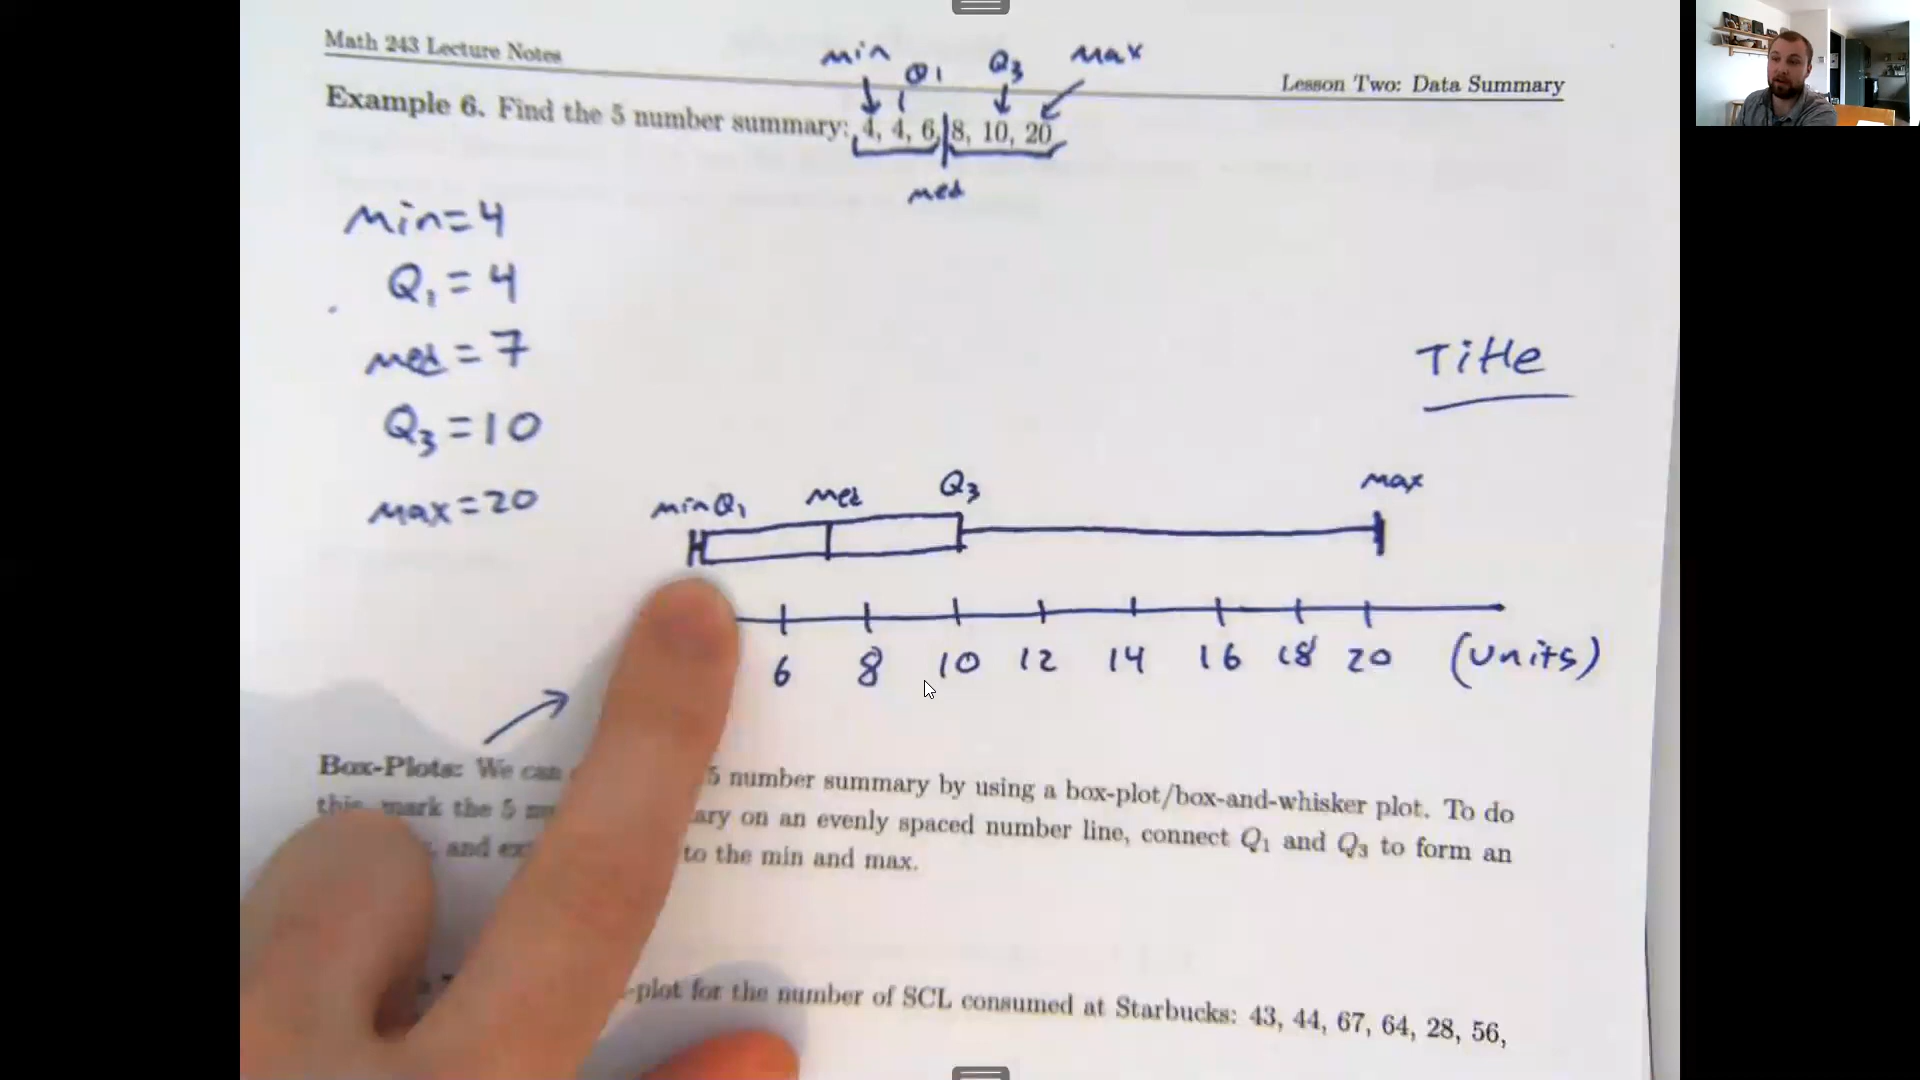 Math 243 Lecture Notes
Lesson Two: Data Summary
min Q1 Q3 max
Example 6. Find the 5 number summary: 4, 4, 6, 8, 10, 20
med
min=4
Q1=4
med=7
Q3=10
max=20
Title
min Q1 med Q3 max
6 8 10 12 14 16 18 20 (units)
Box-Plots: We can 5 number summary by using a box-plot/box-and-whisker plot. To do
this, mark the 5 on an evenly spaced number line, connect Q1 and Q3 to form an
and to the min and max.
-plot for the number of SCL consumed at Starbucks: 43, 44, 67, 64, 28, 56,